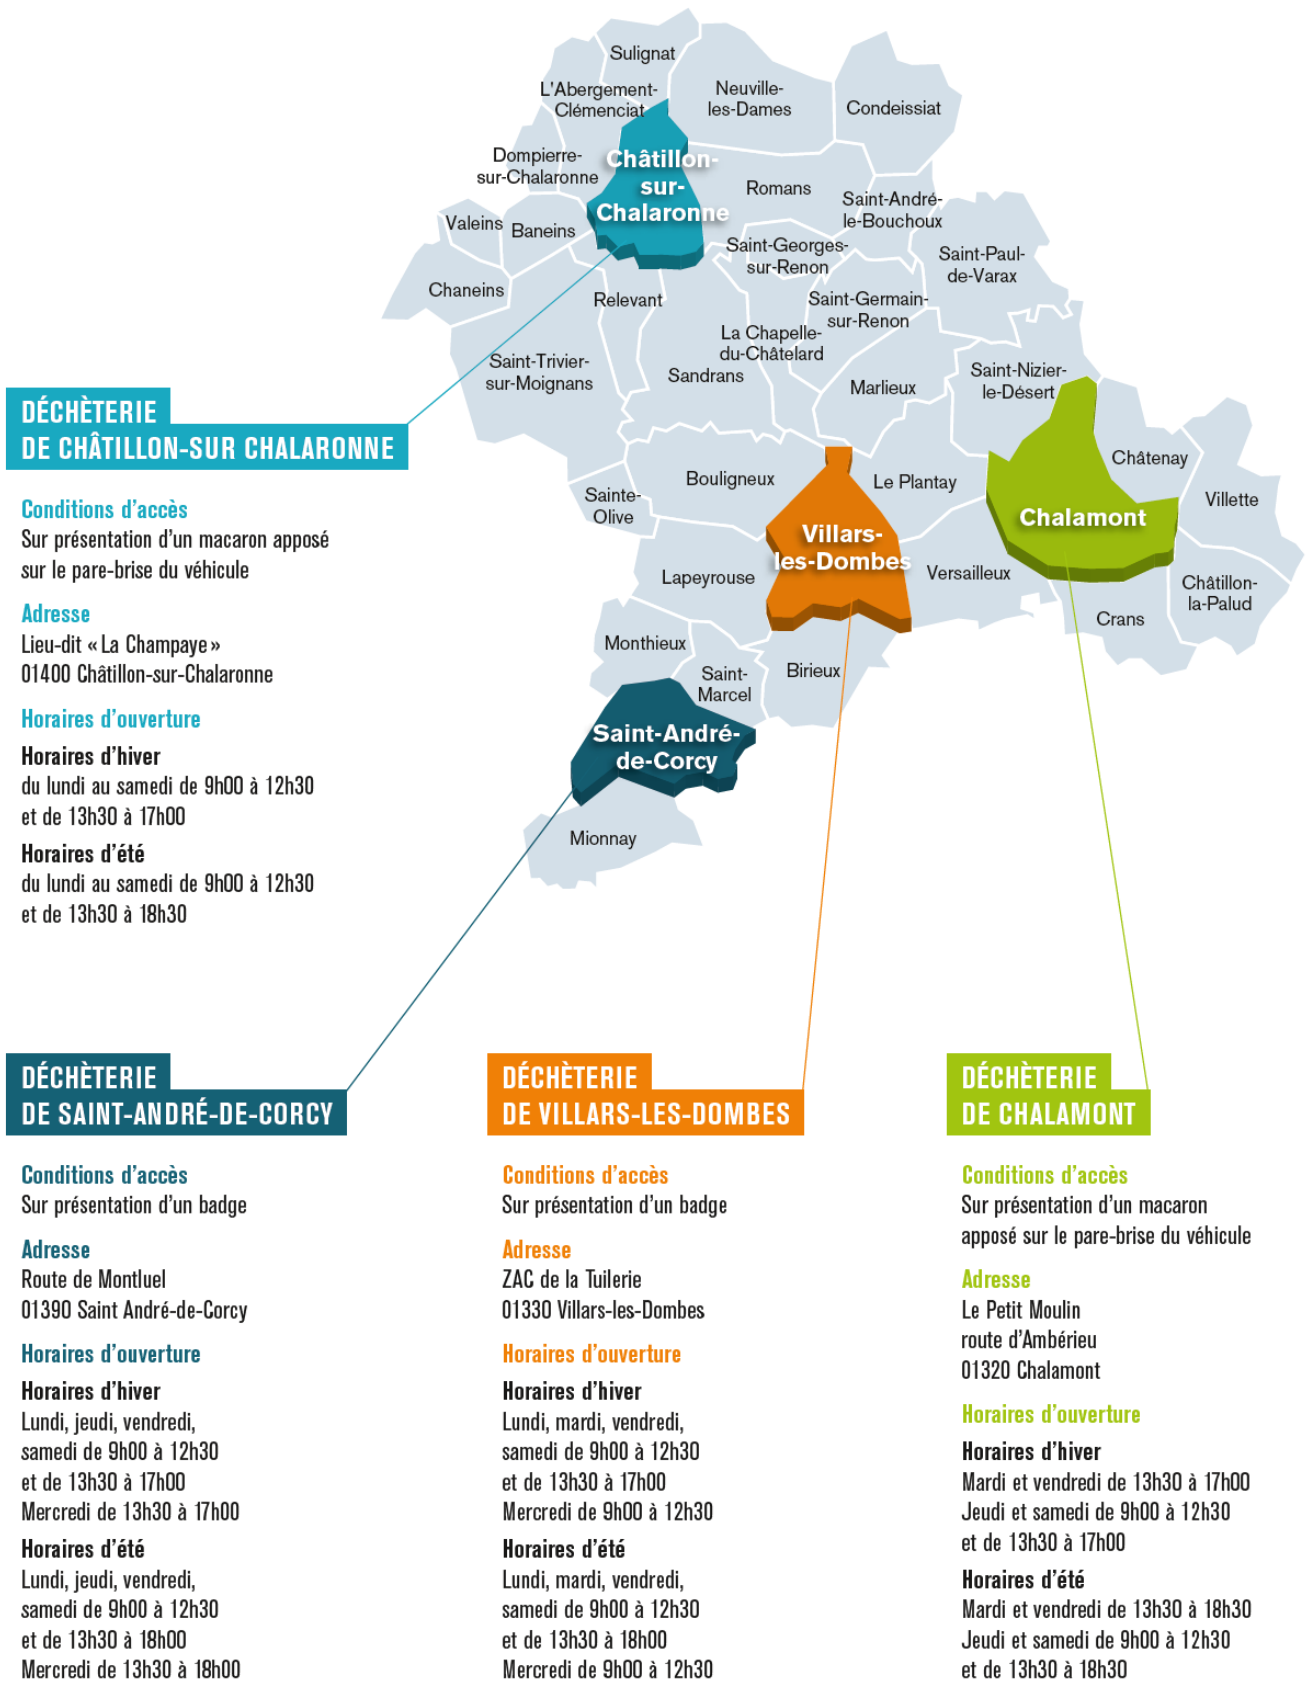 Sulignat
L'Abergement-
Clémenciat
Neuville-
les-Dames
Condeissiat
Dompierre-
sur-Chalaronne
Châtillon-
sur-
Chalaronne
Romans
Saint-André-
le-Bouchoux
Valeins
Baneins
Saint-Georges-
sur-Renon
Saint-Paul-
de-Varax
Chaneins
Relevant
Saint-Germain-
sur-Renon
La Chapelle-
du-Châtelard
Saint-Trivier-
sur-Moignans
Sandrans
Marlieux
Saint-Nizier-
le-Désert
Châtenay
Bouligneux
Le Plantay
Sainte-
Olive
Villette
Chalamont
Villars-
les-Dombes
Lapeyrouse
Versailleux
Châtillon-
la-Palud
Crans
Monthieux
Saint-
Marcel
Birieux
Saint-André-
de-Corcy
Mionnay
DÉCHÈTERIE
DE CHÂTILLON-SUR CHALARONNE
Conditions d'accès
Sur présentation d'un macaron apposé
sur le pare-brise du véhicule
Adresse
Lieu-dit « La Champaye »
01400 Châtillon-sur-Chalaronne
Horaires d'ouverture
Horaires d'hiver
du lundi au samedi de 9h00 à 12h30
et de 13h30 à 17h00
Horaires d'été
du lundi au samedi de 9h00 à 12h30
et de 13h30 à 18h30
DÉCHÈTERIE
DE SAINT-ANDRÉ-DE-CORCY
Conditions d'accès
Sur présentation d'un badge
Adresse
Route de Montluel
01390 Saint André-de-Corcy
Horaires d'ouverture
Horaires d'hiver
Lundi, jeudi, vendredi,
samedi de 9h00 à 12h30
et de 13h30 à 17h00
Mercredi de 13h30 à 17h00
Horaires d'été
Lundi, jeudi, vendredi,
samedi de 9h00 à 12h30
et de 13h30 à 18h00
Mercredi de 13h30 à 18h00
DÉCHÈTERIE
DE VILLARS-LES-DOMBES
Conditions d'accès
Sur présentation d'un badge
Adresse
ZAC de la Tuilerie
01330 Villars-les-Dombes
Horaires d'ouverture
Horaires d'hiver
Lundi, mardi, vendredi,
samedi de 9h00 à 12h30
et de 13h30 à 17h00
Mercredi de 9h00 à 12h30
Horaires d'été
Lundi, mardi, vendredi,
samedi de 9h00 à 12h30
et de 13h30 à 18h00
Mercredi de 9h00 à 12h30
DÉCHÈTERIE
DE CHALAMONT
Conditions d'accès
Sur présentation d'un macaron
apposé sur le pare-brise du véhicule
Adresse
Le Petit Moulin
route d'Ambérieu
01320 Chalamont
Horaires d'ouverture
Horaires d'hiver
Mardi et vendredi de 13h30 à 17h00
Jeudi et samedi de 9h00 à 12h30
et de 13h30 à 17h00
Horaires d'été
Mardi et vendredi de 13h30 à 18h30
Jeudi et samedi de 9h00 à 12h30
et de 13h30 à 18h30